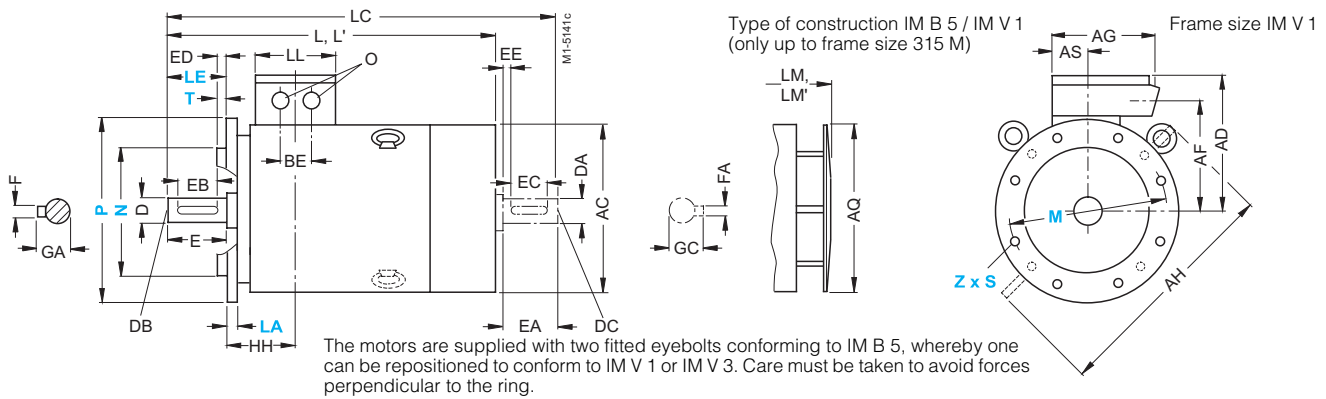 LC
L, L'
ED
LL
O
LE
T
EE
M1-5141c
Type of construction IM B 5 / IM V 1
(only up to frame size 315 M)
Frame size IM V 1
LM,
LM'
AG
AS
BE
F
GA
P
N
D
EB
E
DB
LA
HH
EC
DA
AC
EA
DC
FA
GC
AQ
AF
AD
M
Z x S
AH
The motors are supplied with two fitted eyebolts conforming to IM B 5, whereby one
can be repositioned to conform to IM V 1 or IM V 3. Care must be taken to avoid forces
perpendicular to the ring.